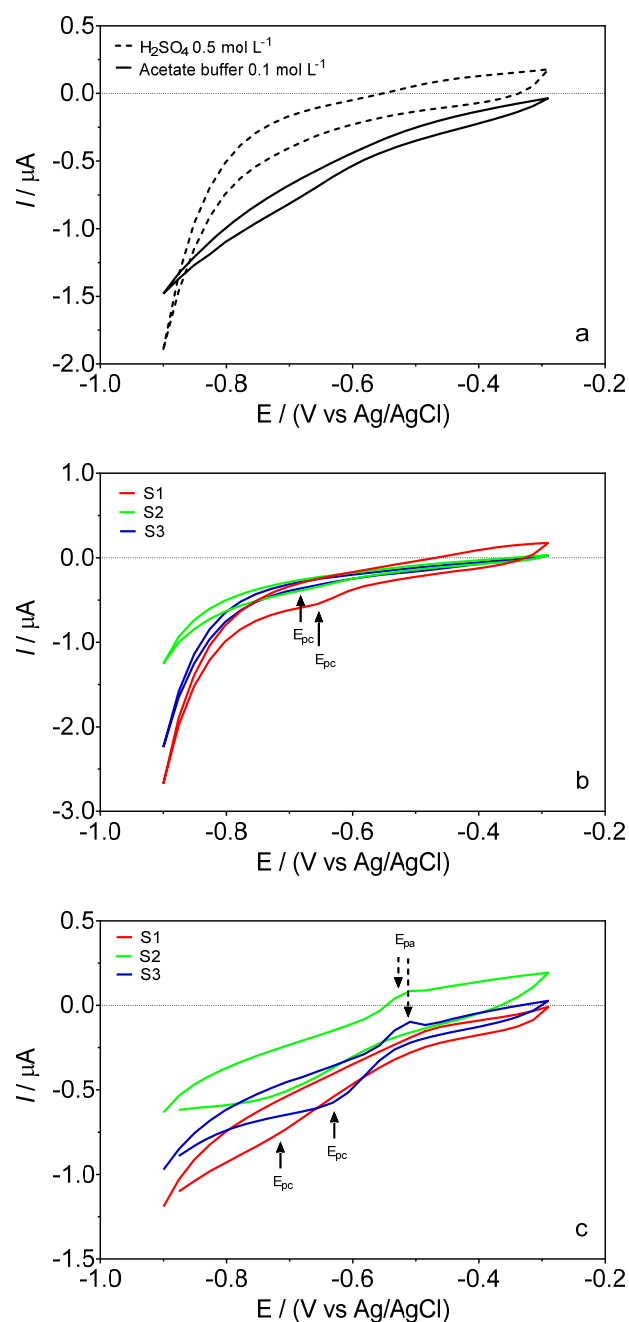 H₂SO₄ 0.5 mol L⁻¹
Acetate buffer 0.1 mol L⁻¹
0.5
0.0
-0.5
-1.0
-1.5
-2.0
I / µA
a
-1.0 -0.8 -0.6 -0.4 -0.2
E / (V vs Ag/AgCl)
S1
S2
S3
1.0
0.0
-1.0
-2.0
-3.0
I / µA
Epc
Epc
b
-1.0 -0.8 -0.6 -0.4 -0.2
E / (V vs Ag/AgCl)
S1
S2
S3
Epa
0.5
0.0
-0.5
-1.0
-1.5
I / µA
Epc
Epc
c
-1.0 -0.8 -0.6 -0.4 -0.2
E / (V vs Ag/AgCl)